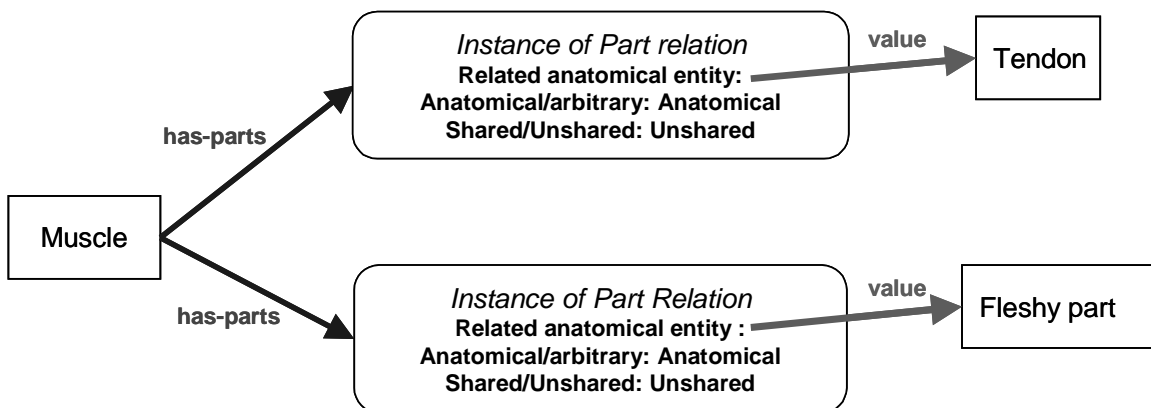 Instance of Part relation
Related anatomical entity:
Anatomical/arbitrary: Anatomical
Shared/Unshared: Unshared
value
Tendon
has-parts
Muscle
has-parts
Instance of Part Relation
Related anatomical entity :
Anatomical/arbitrary: Anatomical
Shared/Unshared: Unshared
value
Fleshy part